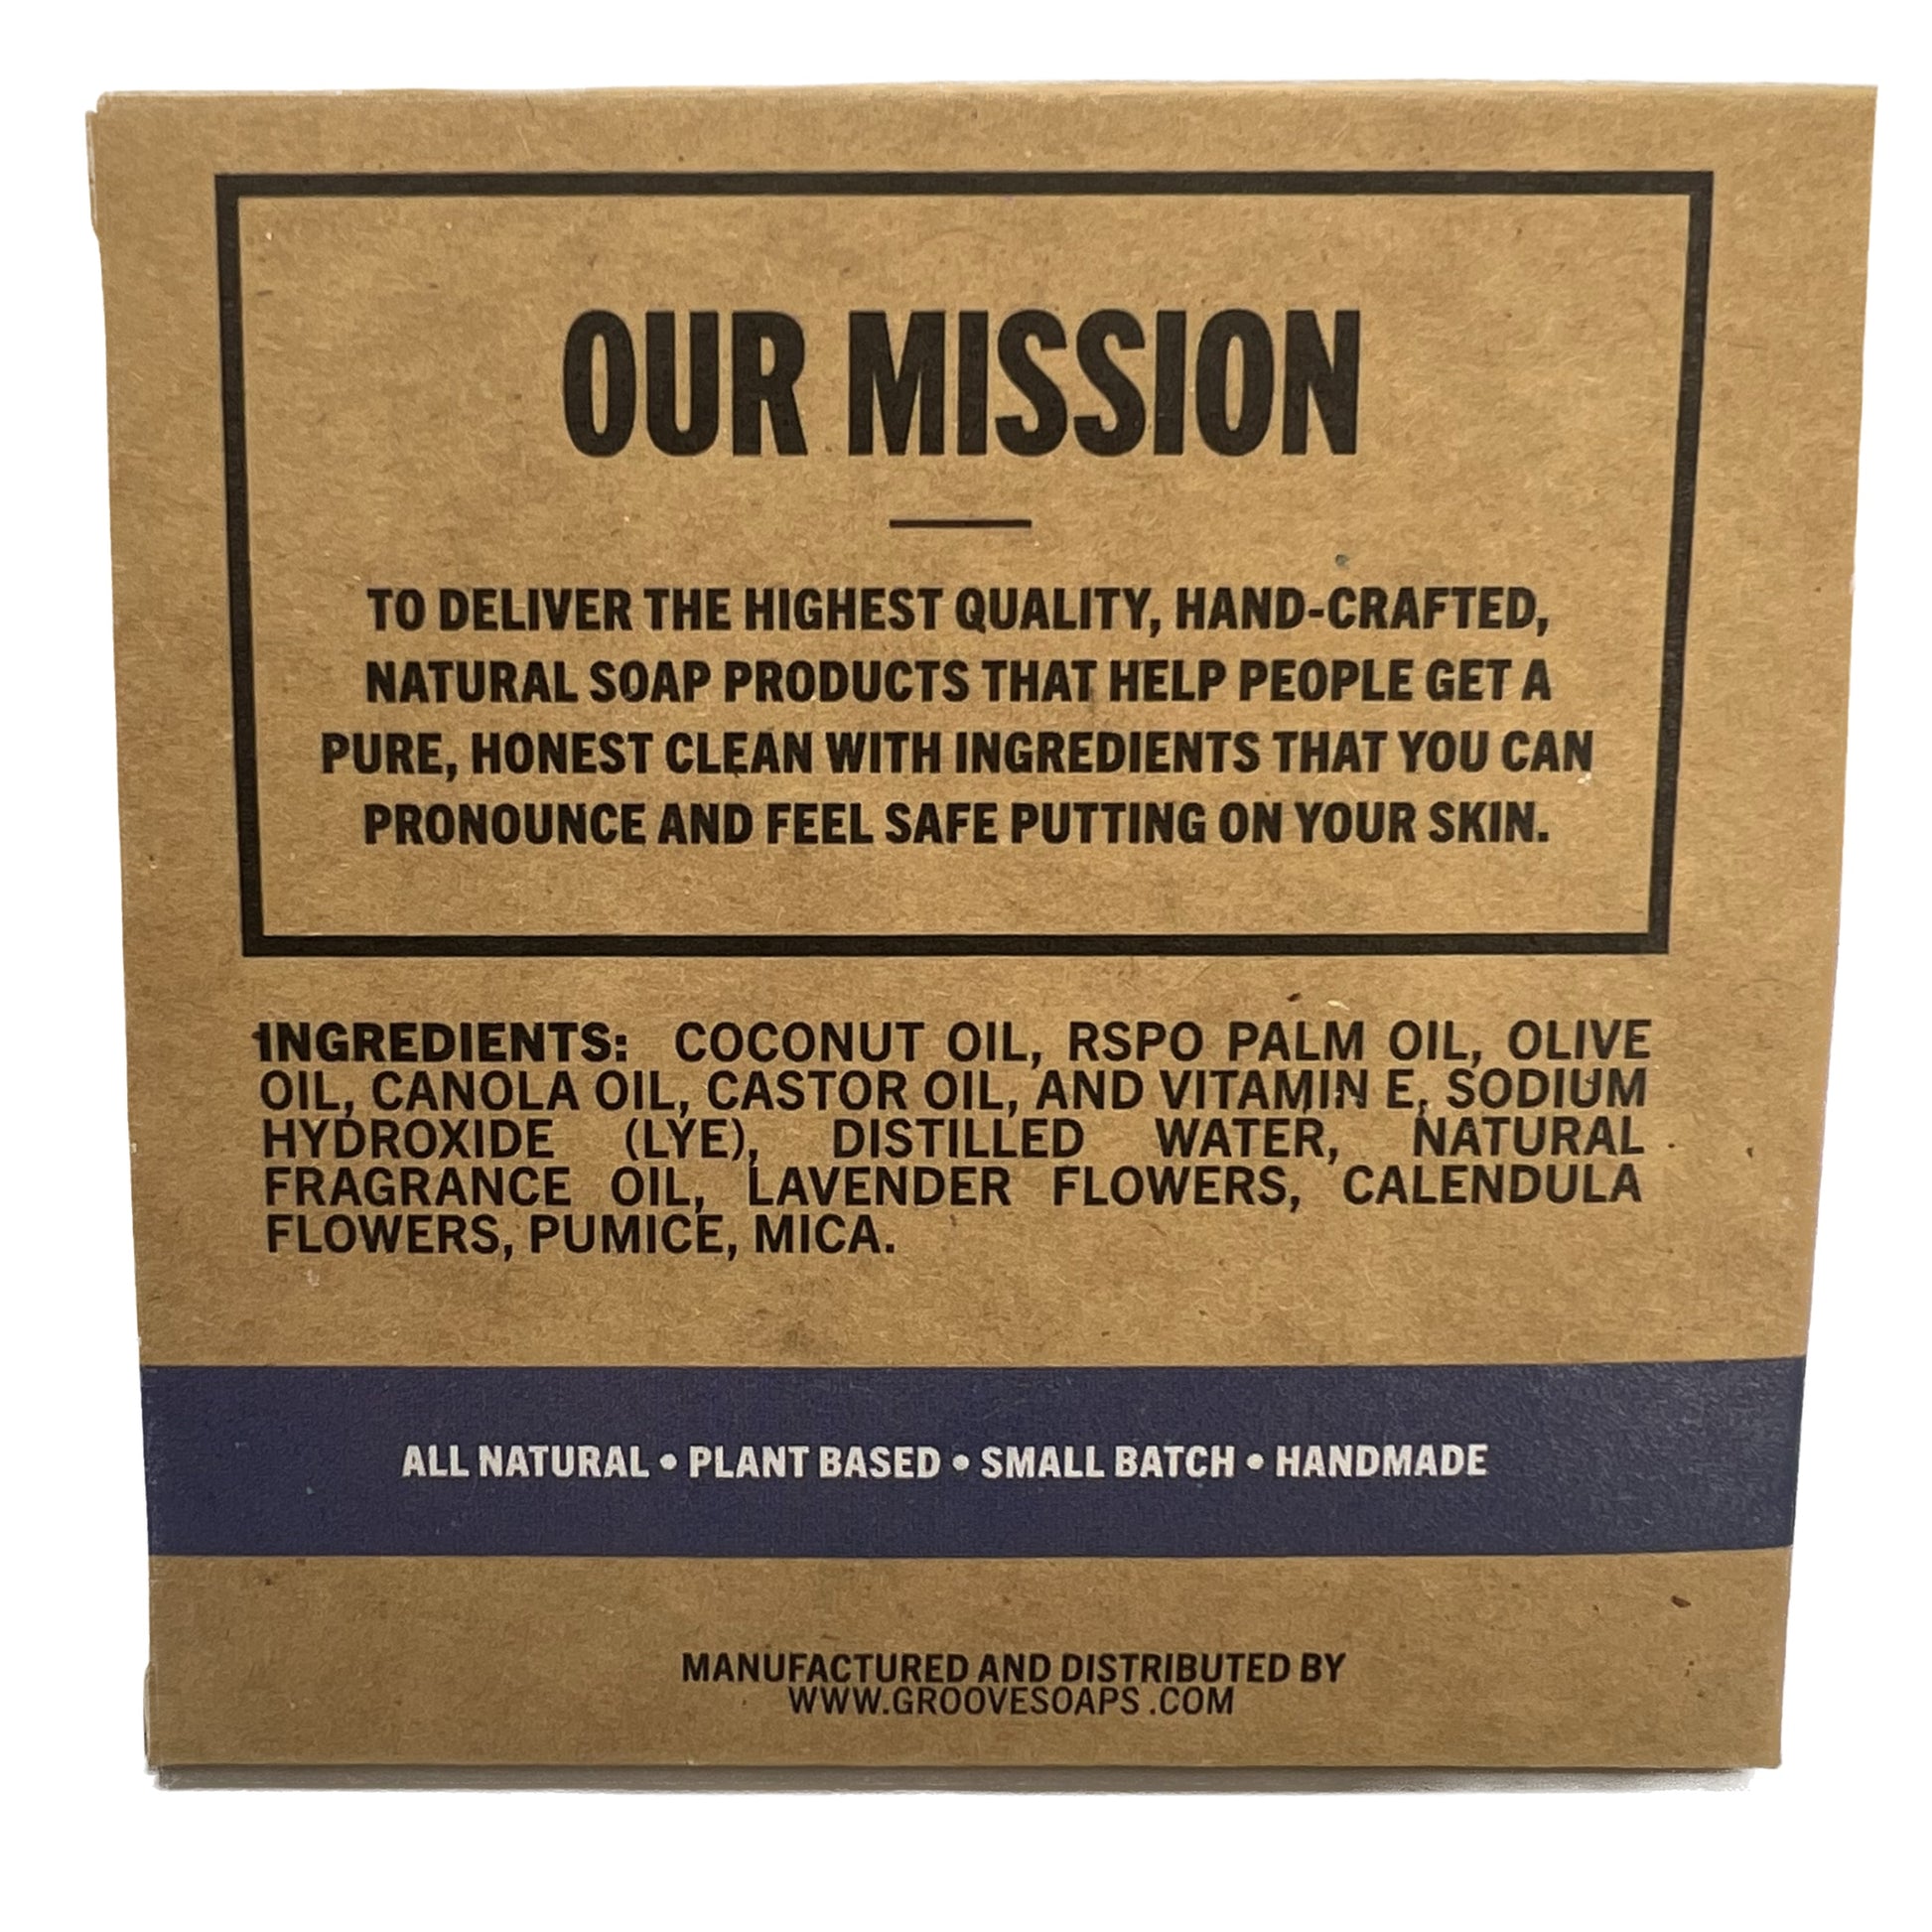 OUR MISSION
TO DELIVER THE HIGHEST QUALITY, HAND-CRAFTED,
NATURAL SOAP PRODUCTS THAT HELP PEOPLE GET A
PURE, HONEST CLEAN WITH INGREDIENTS THAT YOU CAN
PRONOUNCE AND FEEL SAFE PUTTING ON YOUR SKIN.
INGREDIENTS: COCONUT OIL, RSPO PALM OIL, OLIVE
OIL, CANOLA OIL, CASTOR OIL, AND VITAMIN E, SODIUM
HYDROXIDE (LYE), DISTILLED WATER, NATURAL
FRAGRANCE OIL, LAVENDER FLOWERS, CALENDULA
FLOWERS, PUMICE, MICA.
ALL NATURAL • PLANT BASED • SMALL BATCH • HANDMADE
MANUFACTURED AND DISTRIBUTED BY
WWW.GROOVESOAPS .COM